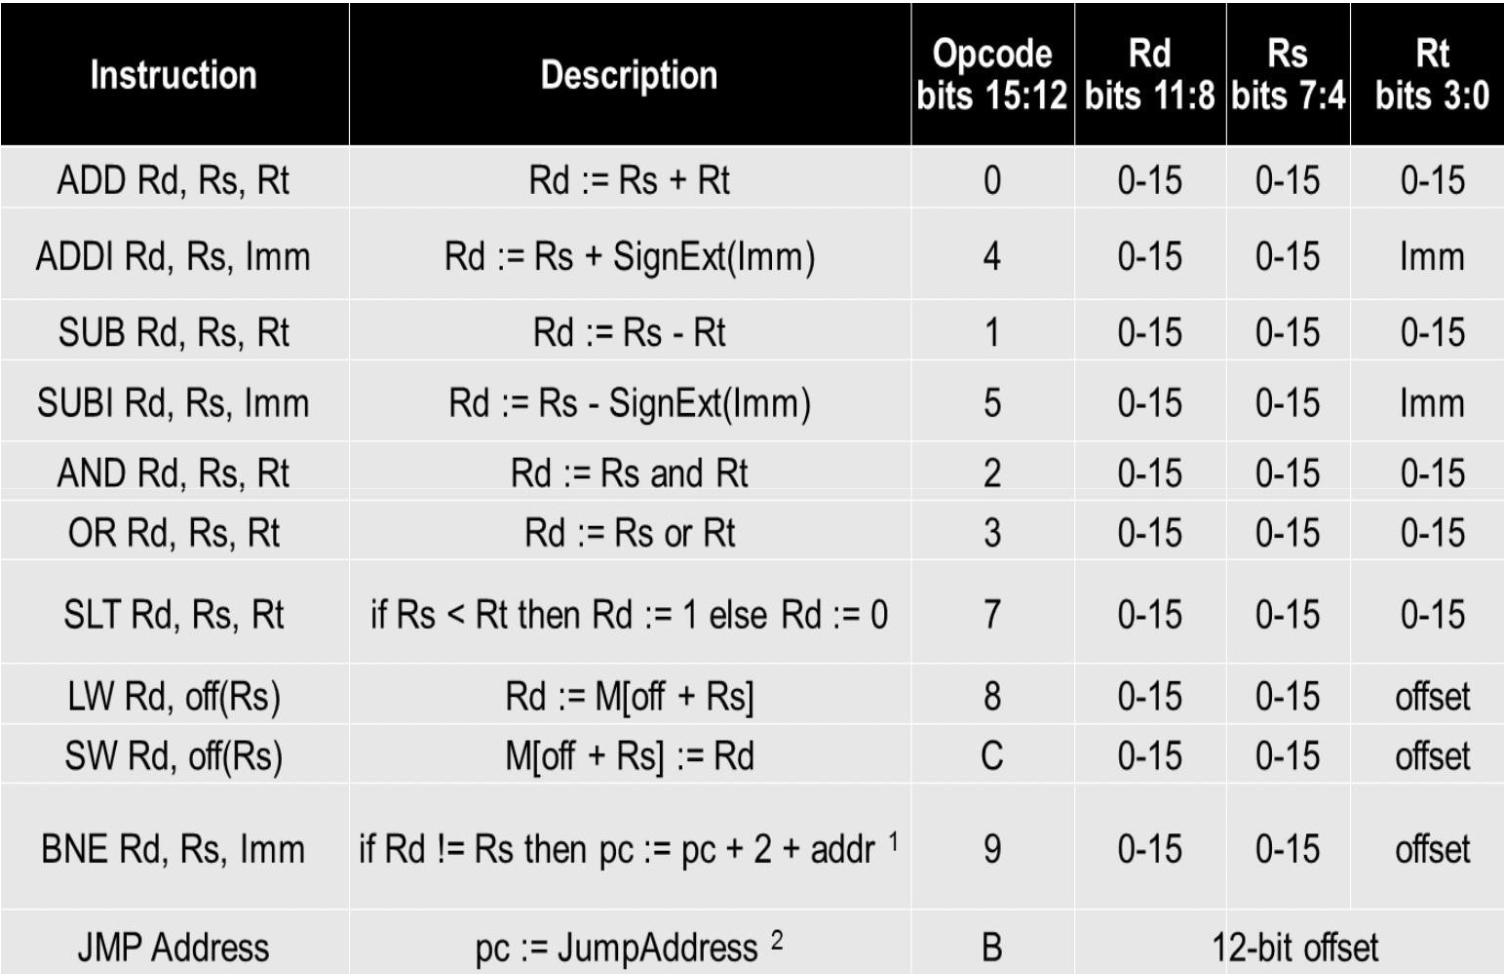 Instruction Description Opcode bits 15:12 Rd bits 11:8 Rs bits 7:4 Rt bits 3:0
ADD Rd, Rs, Rt Rd := Rs + Rt 0 0-15 0-15 0-15
ADDI Rd, Rs, Imm Rd := Rs + SignExt(Imm) 4 0-15 0-15 Imm
SUB Rd, Rs, Rt Rd := Rs - Rt 1 0-15 0-15 0-15
SUBI Rd, Rs, Imm Rd := Rs - SignExt(Imm) 5 0-15 0-15 Imm
AND Rd, Rs, Rt Rd := Rs and Rt 2 0-15 0-15 0-15
OR Rd, Rs, Rt Rd := Rs or Rt 3 0-15 0-15 0-15
SLT Rd, Rs, Rt if Rs < Rt then Rd := 1 else Rd := 0 7 0-15 0-15 0-15
LW Rd, off(Rs) Rd := M[off + Rs] 8 0-15 0-15 offset
SW Rd, off(Rs) M[off + Rs] := Rd C 0-15 0-15 offset
BNE Rd, Rs, Imm if Rd != Rs then pc := pc + 2 + addr 1 9 0-15 0-15 offset
JMP Address pc := JumpAddress 2 B 12-bit offset